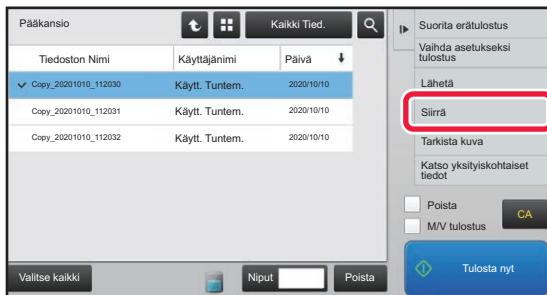 Pääkansio
Kaikki Tied.
Tiedoston Nimi
Käyttäjänimi
Päivä
Copy_20201010_112030
Käytt. Tuntem.
2020/10/10
Copy_20201010_112031
Käytt. Tuntem.
2020/10/10
Copy_20201010_112032
Käytt. Tuntem.
2020/10/10
Valitse kaikki
Niput
Poista
Suorita erätulostus
Vaihda asetukseksi
tulostus
Lähetä
Siirrä
Tarkista kuva
Katso yksityiskohtaiset
tiedot
Poista
M/V tulostus
CA
Tulosta nyt